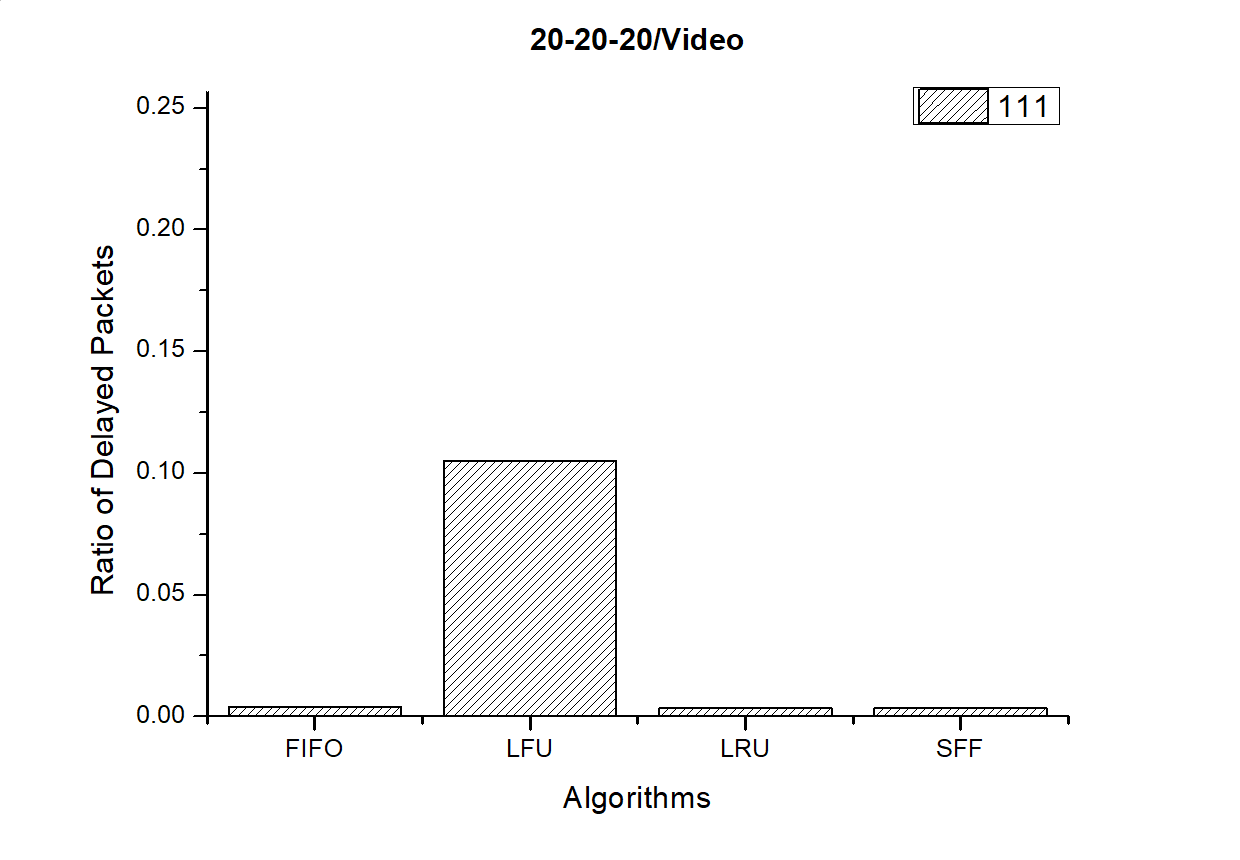 20-20-20/Video
111
Ratio of Delayed Packets
0.25
0.20
0.15
0.10
0.05
0.00
FIFO LFU LRU SFF
Algorithms